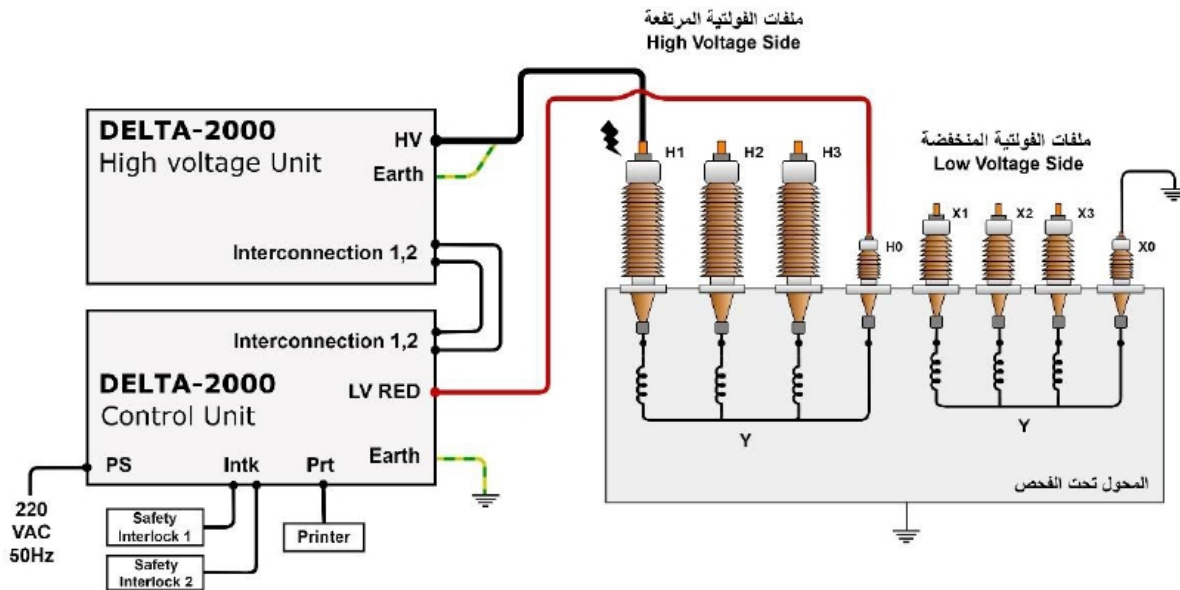 ملفات الفولتية المرتفعة
High Voltage Side
DELTA-2000
High voltage Unit
HV
Earth
Interconnection 1,2
H1
H2
H3
H0
ملفات الفولتية المنخفضة
Low Voltage Side
X1
X2
X3
X0
Interconnection 1,2
DELTA-2000
Control Unit
LV RED
Earth
PS
Intk
Prt
220
VAC
50Hz
Safety
Interlock 1
Safety
Interlock 2
Printer
Y
Y
المحول تحت الفحص